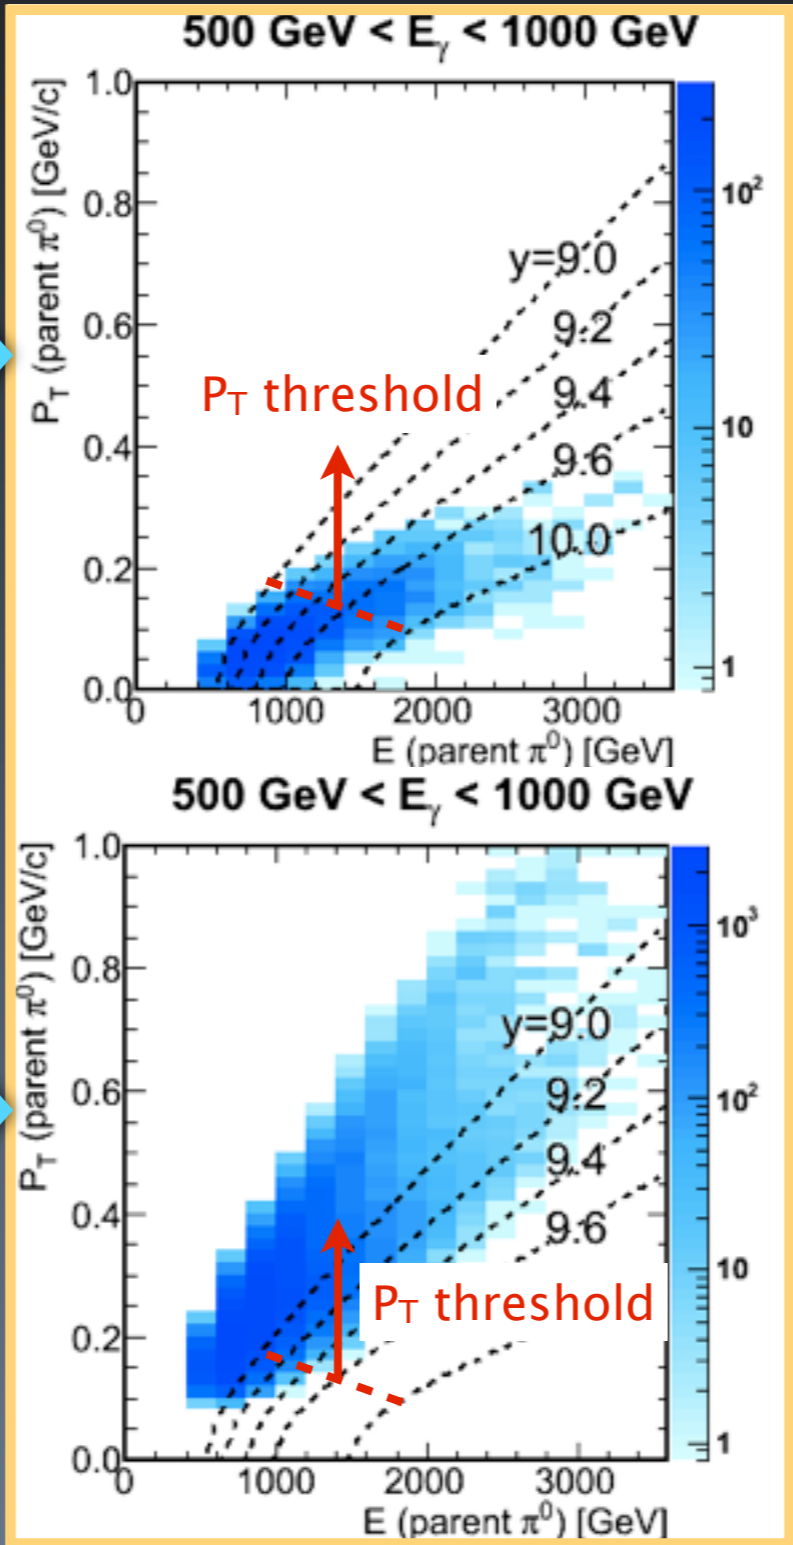 500 GeV < Eγ < 1000 GeV
PT (parent π0) [GeV/c]
1.0
0.8
0.6
0.4
0.2
0.0
y=9.0
9.2
9.4
9.6
10.0
PT threshold
10²
10
1
0 1000 2000 3000
E (parent π0) [GeV]
500 GeV < Eγ < 1000 GeV
PT (parent π0) [GeV/c]
1.0
0.8
0.6
0.4
0.2
0.0
y=9.0
9.2
9.4
9.6
PT threshold
10³
10²
10
1
0 1000 2000 3000
E (parent π0) [GeV]